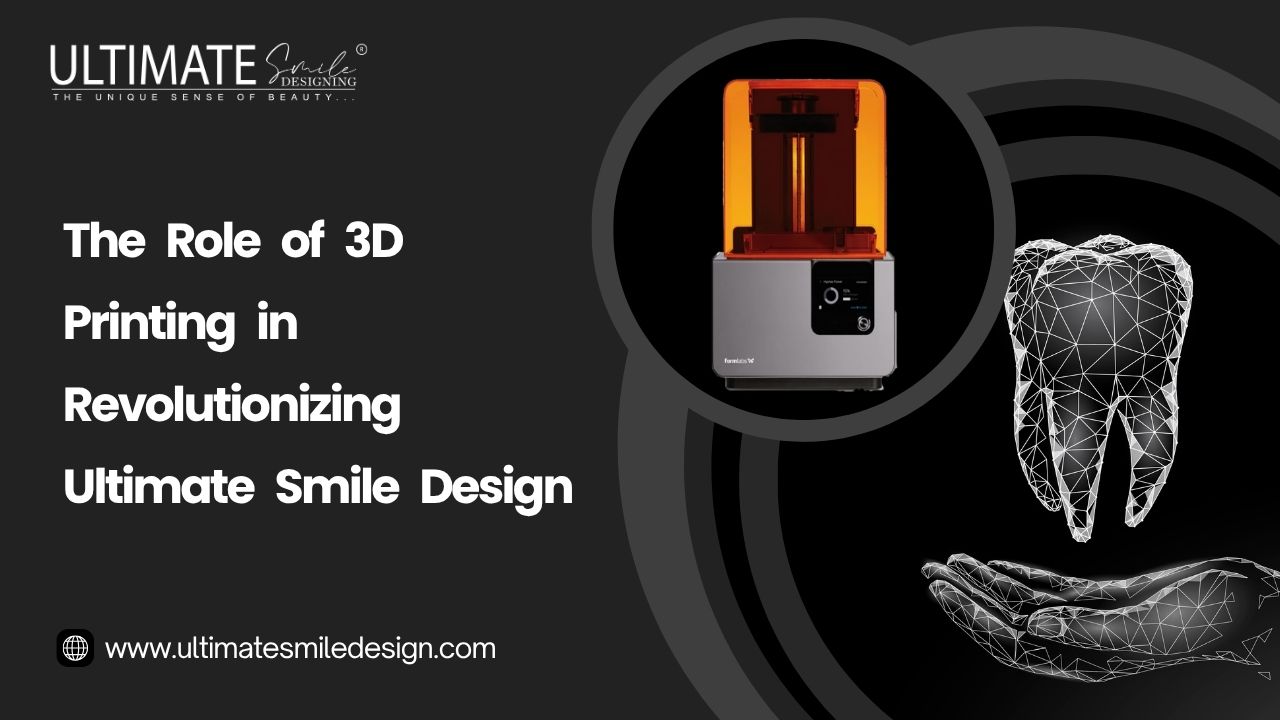 ULTIMATE Smile ®
DESIGNING
THE UNIQUE SENSE OF BEAUTY...
The Role of 3D
Printing in
Revolutionizing
Ultimate Smile Design
formlabs
www.ultimatesmiledesign.com